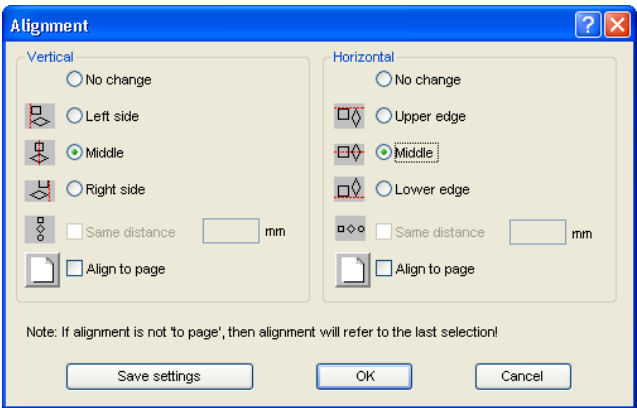 Alignment
Vertical
No change
Left side
Middle
Right side
Same distance mm
Align to page
Horizontal
No change
Upper edge
Middle
Lower edge
Same distance mm
Align to page
Note: If alignment is not 'to page', then alignment will refer to the last selection!
Save settings OK Cancel